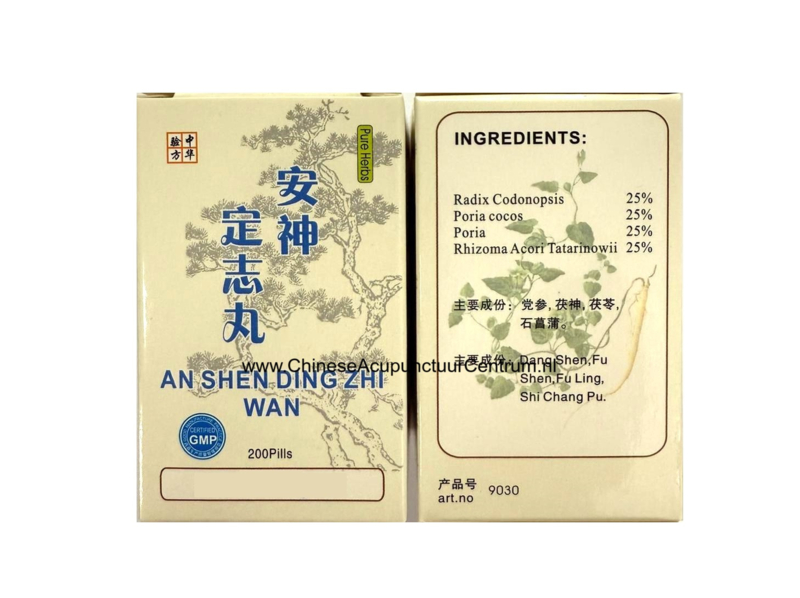 中华
验方
Pure Herbs
安神
定志丸
www.ChineseAcupunctuurCentrum.nl
AN SHEN DING ZHI
WAN
CERTIFIED
GMP
200Pills
INGREDIENTS:
Radix Codonopsis 25%
Poria cocos 25%
Poria 25%
Rhizoma Acori Tatarinowii 25%
主要成份：党参,茯神,茯苓,
石菖蒲。
主要成份：Dang Shen,Fu
Shen,Fu Ling,
Shi Chang Pu.
产品号
art.no 9030